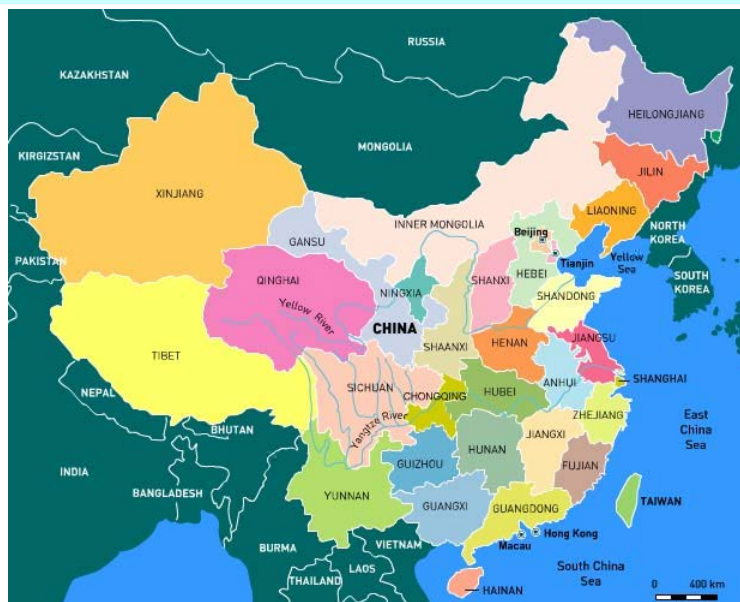 RUSSIA
KAZAKHSTAN
HEILONGJIANG
MONGOLIA
KIRGIZSTAN
JILIN
XINJIANG
LIAONING
INNER MONGOLIA
NORTH
KOREA
Beijing
GANSU
Tianjin
Yellow
Sea
PAKISTAN
HEBEI
SHANXI
SOUTH
KOREA
QINGHAI
NINGXIA
SHANDONG
Yellow River
CHINA
SHAANXI
HENAN
JIANGSU
TIBET
SHANGHAI
SICHUAN
CHONGQING
HUBEI
ANHUI
NEPAL
ZHEJIANG
East
China
Sea
Yangtze River
BHUTAN
JIANGXI
HUNAN
INDIA
GUIZHOU
FUJIAN
BANGLADESH
YUNNAN
GUANGXI
GUANGDONG
TAIWAN
Hong Kong
Macau
BURMA
VIETNAM
LAOS
South China
Sea
THAILAND
HAINAN
0 400 km